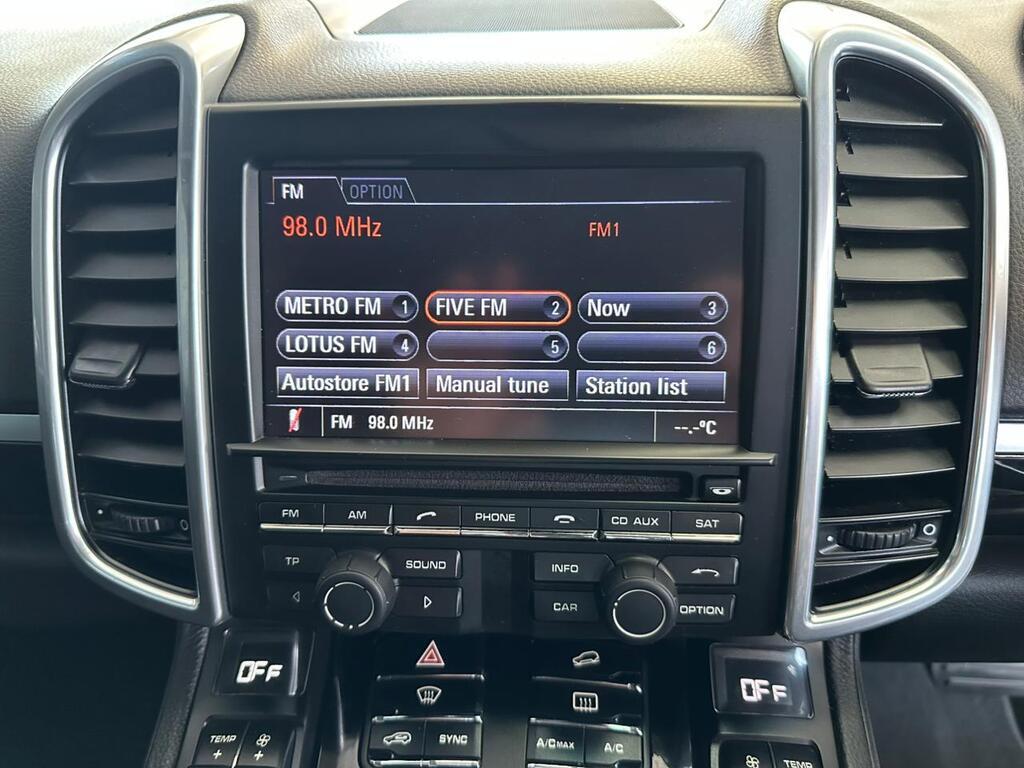 FM OPTION
98.0 MHz FM1
METRO FM 1 FIVE FM 2 Now 3
LOTUS FM 4 5 6
Autostore FM1 Manual tune Station list
FM 98.0 MHz --.-°C
FM AM PHONE CD AUX SAT
TP SOUND INFO
CAR OPTION
OFF OFF
TEMP SYNC A/C MAX A/C
+ + TEMP